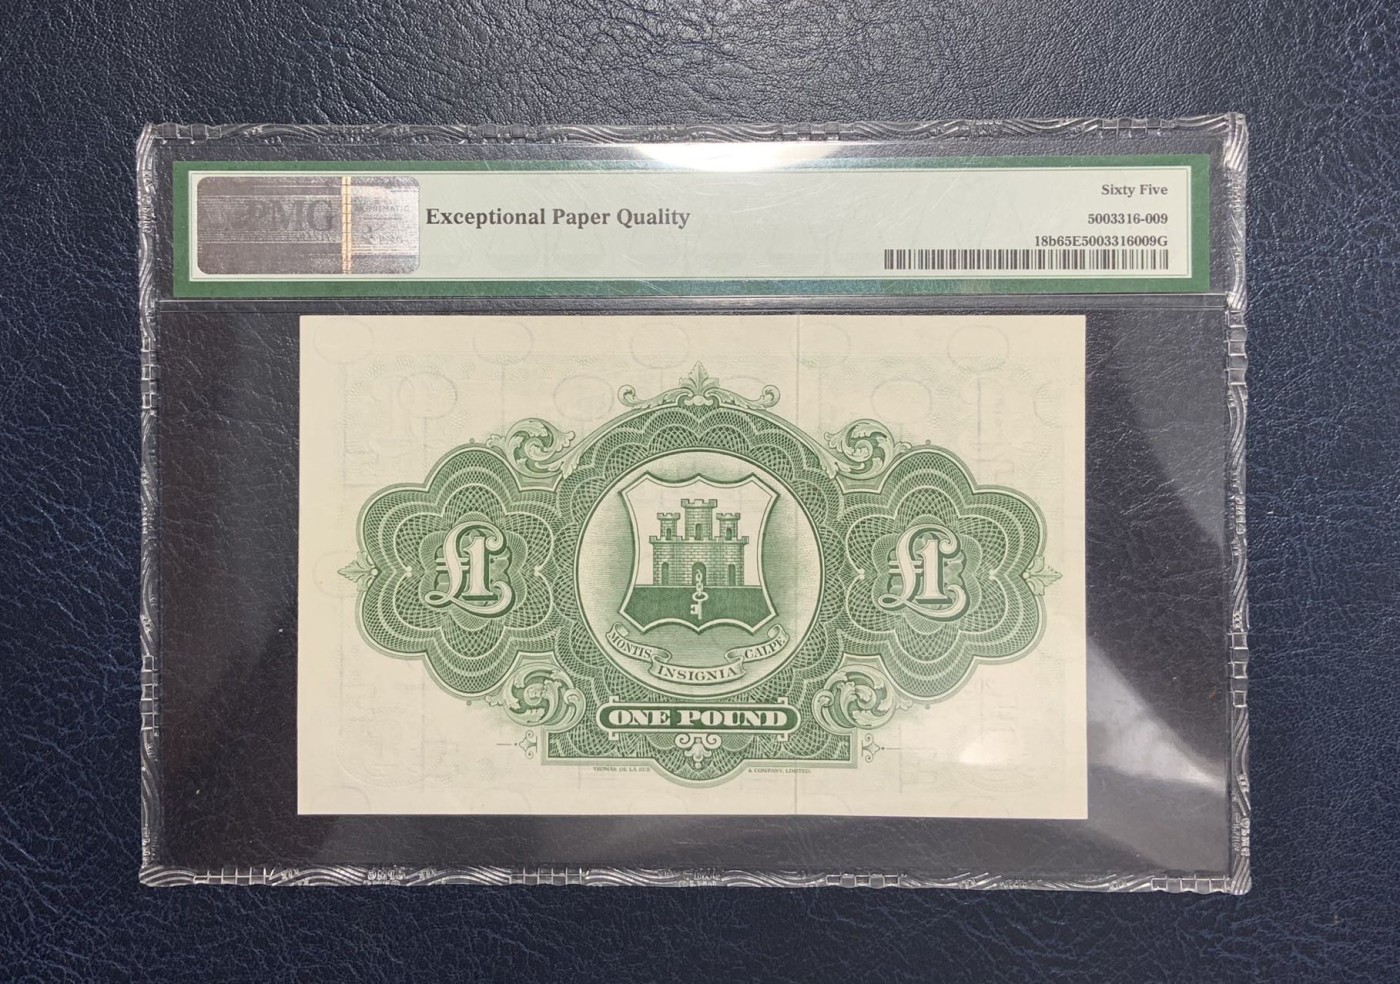 PMG
Exceptional Paper Quality
Sixty Five
5003316-009
18b65E5003316009G
£1
£1
MONTIS INSIGNIA CALPE
ONE POUND
THOMAS DE LA RUE & COMPANY, LIMITED.